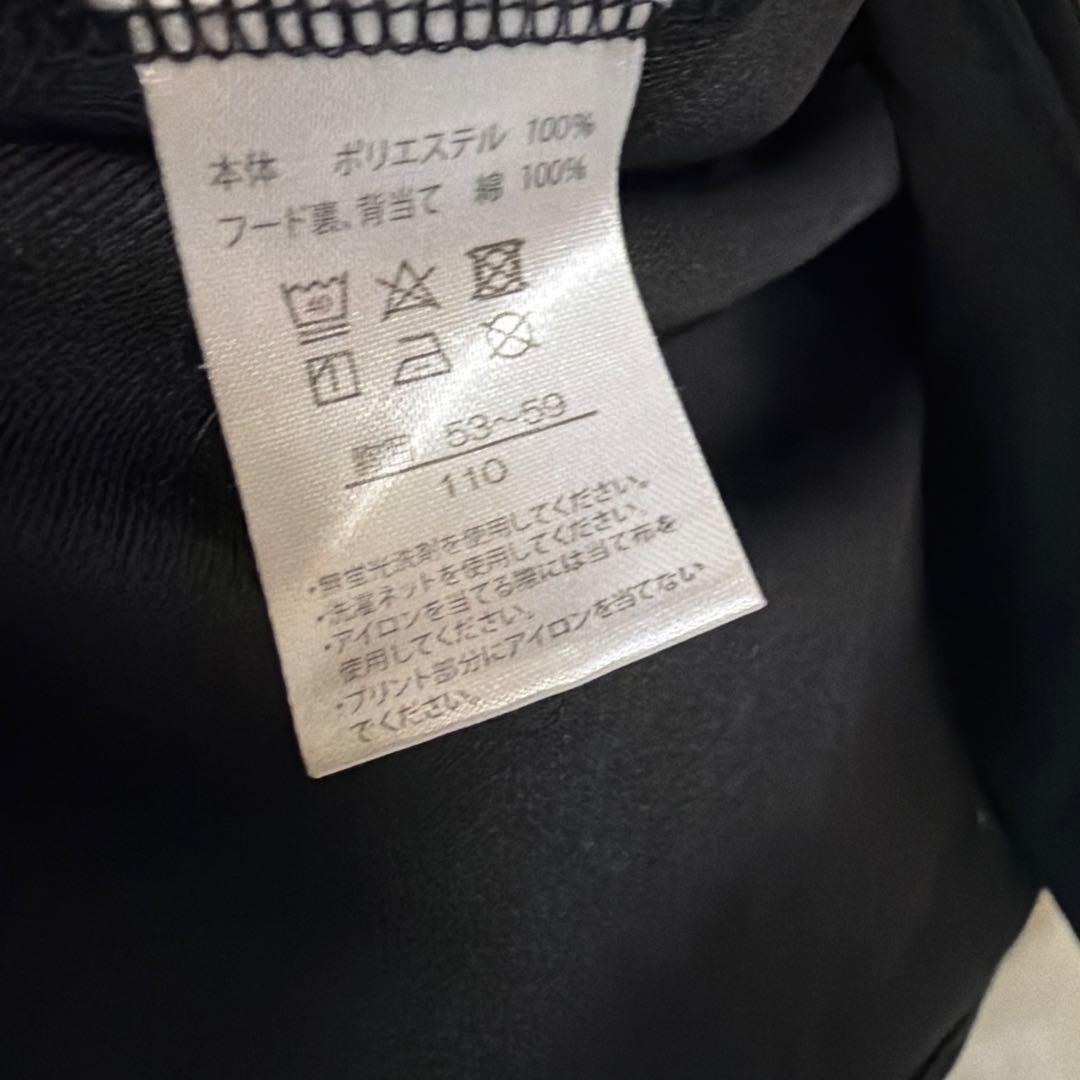 本体 ポリエステル 100%
フード裏、背当て 綿 100%
40
53~59
110
・無蛍光洗剤を使用してください。
・洗濯ネットを使用してください。
・アイロンを当てる際には当て布を
使用してください。
・プリント部分にアイロンを当てない
でください。